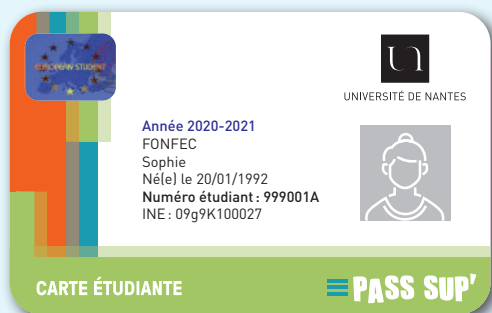 EUROPEAN STUDENT
UNIVERSITÉ DE NANTES
Année 2020-2021
FONFEC
Sophie
Né(e) le 20/01/1992
Numéro étudiant : 999001A
INE : 09g9K100027
CARTE ÉTUDIANTE
PASS SUP'